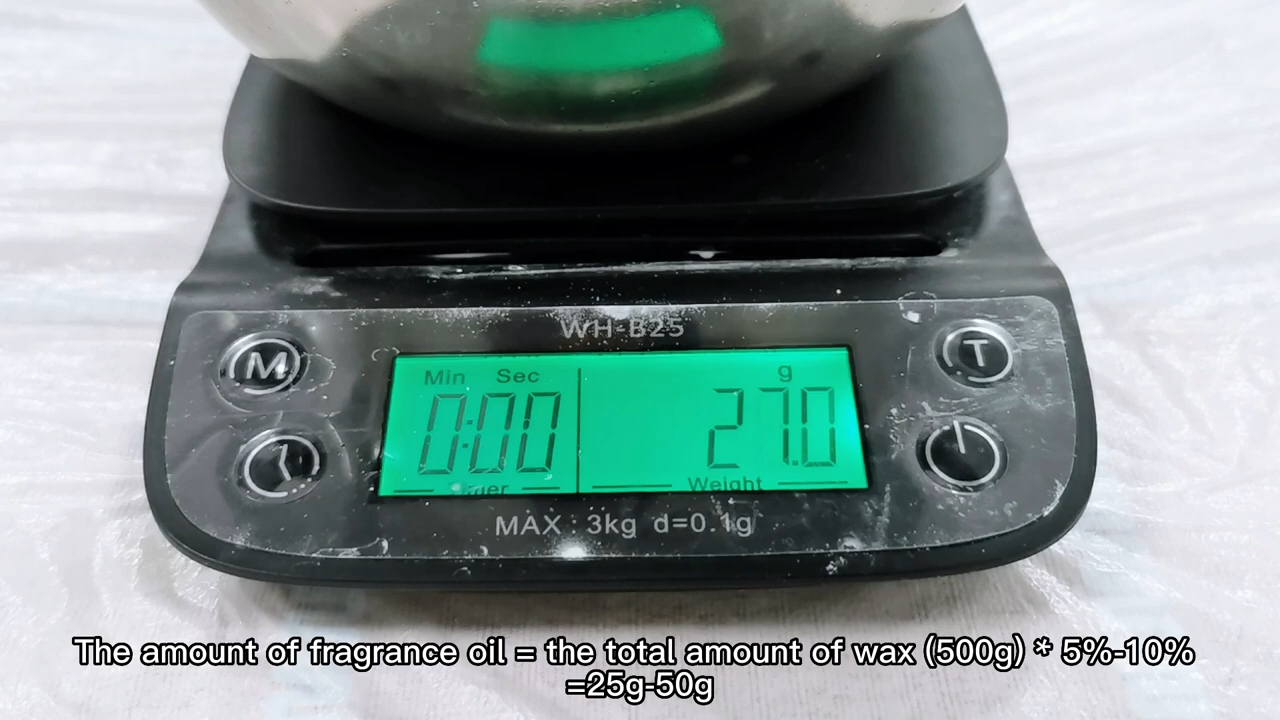 WH-B25
M
T
Min Sec
g
0:00
27.0
Weight
MAX : 3kg d=0.1g
The amount of fragrance oil = the total amount of wax (500g) * 5%-10%
=25g-50g